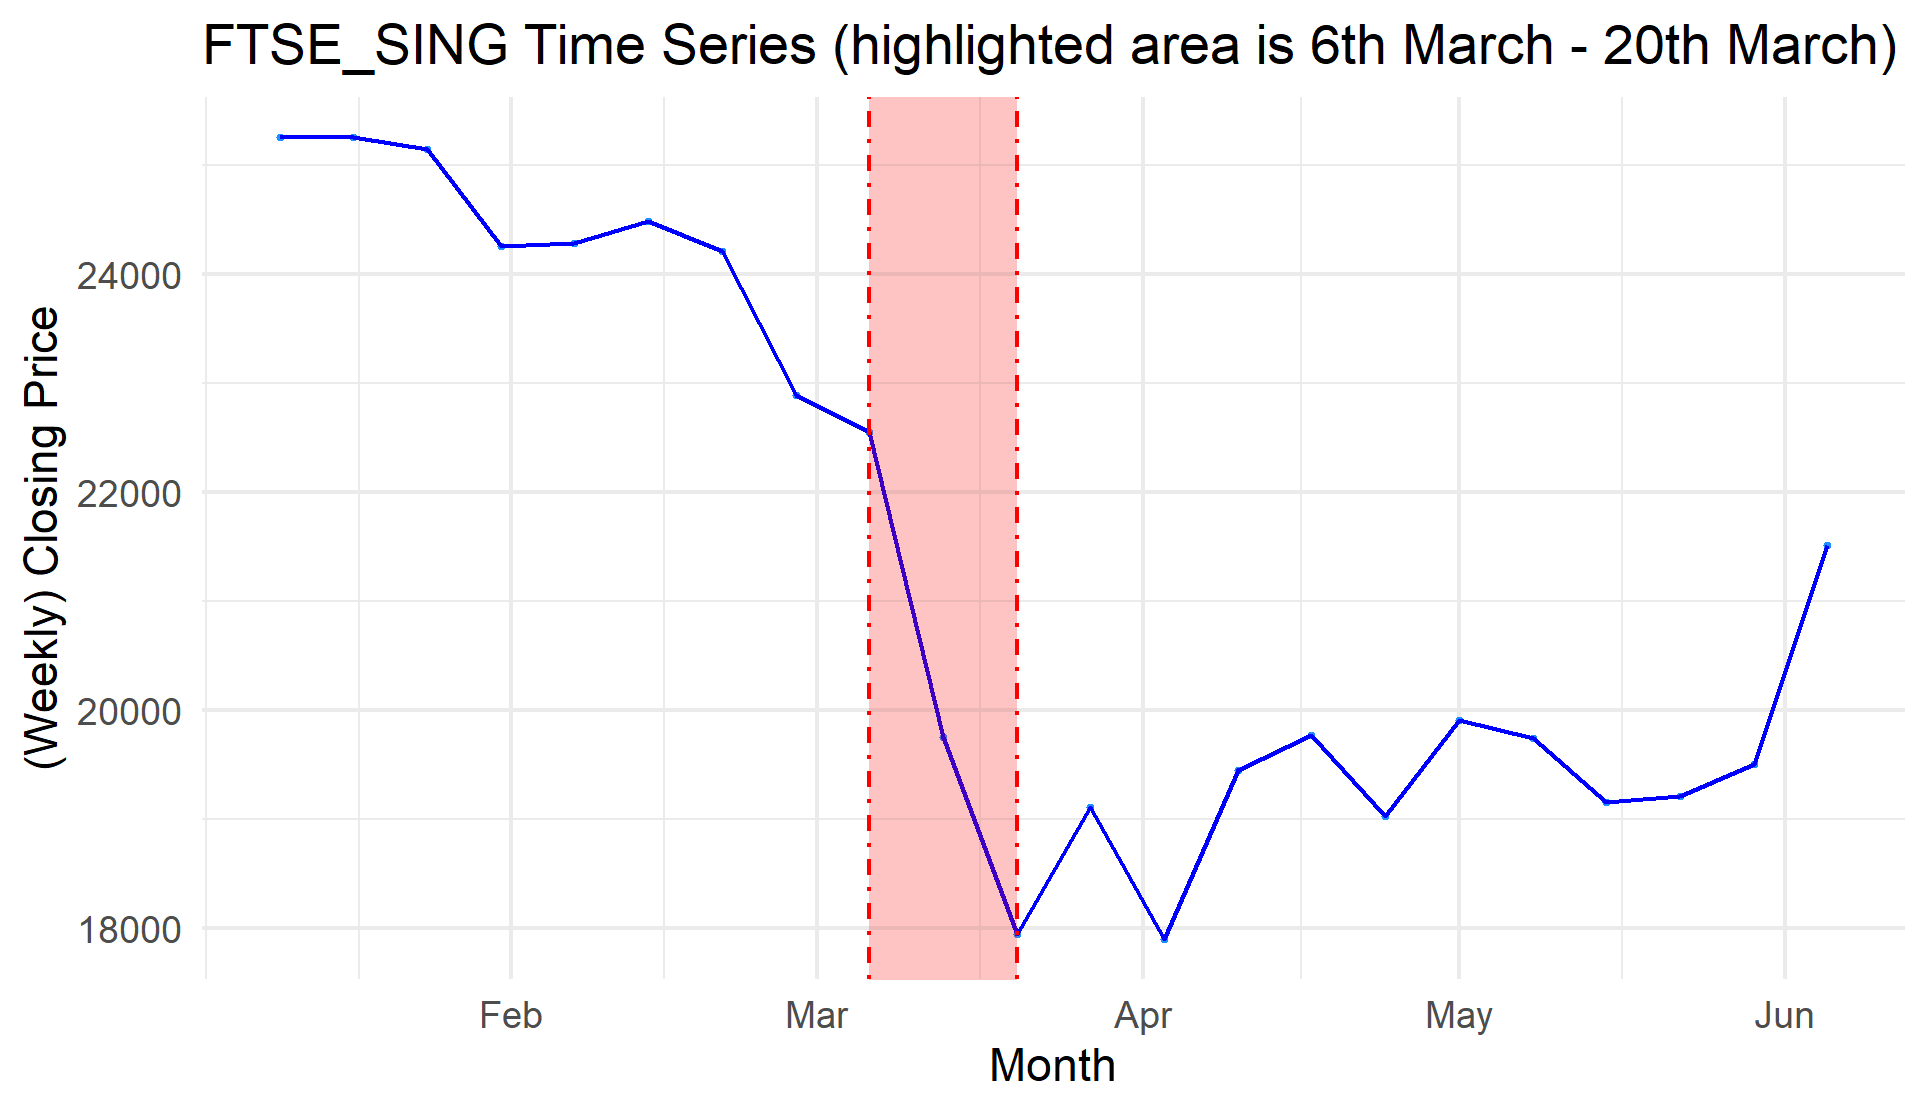 FTSE_SING Time Series (highlighted area is 6th March - 20th March)
(Weekly) Closing Price
24000
22000
20000
18000
Feb Mar Apr May Jun
Month